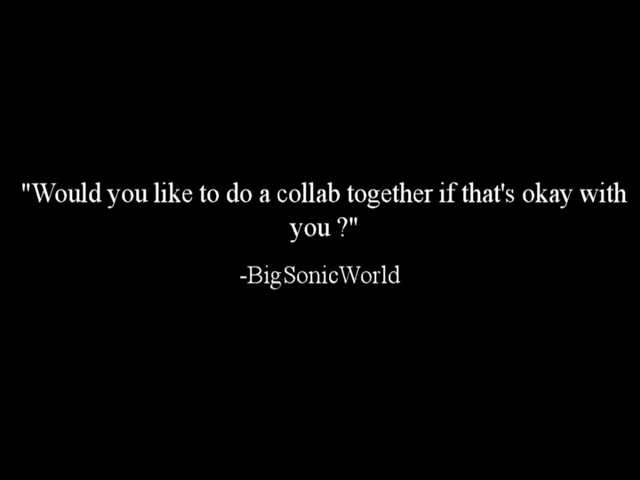 "Would you like to do a collab together if that's okay with
you ?"
-BigSonicWorld